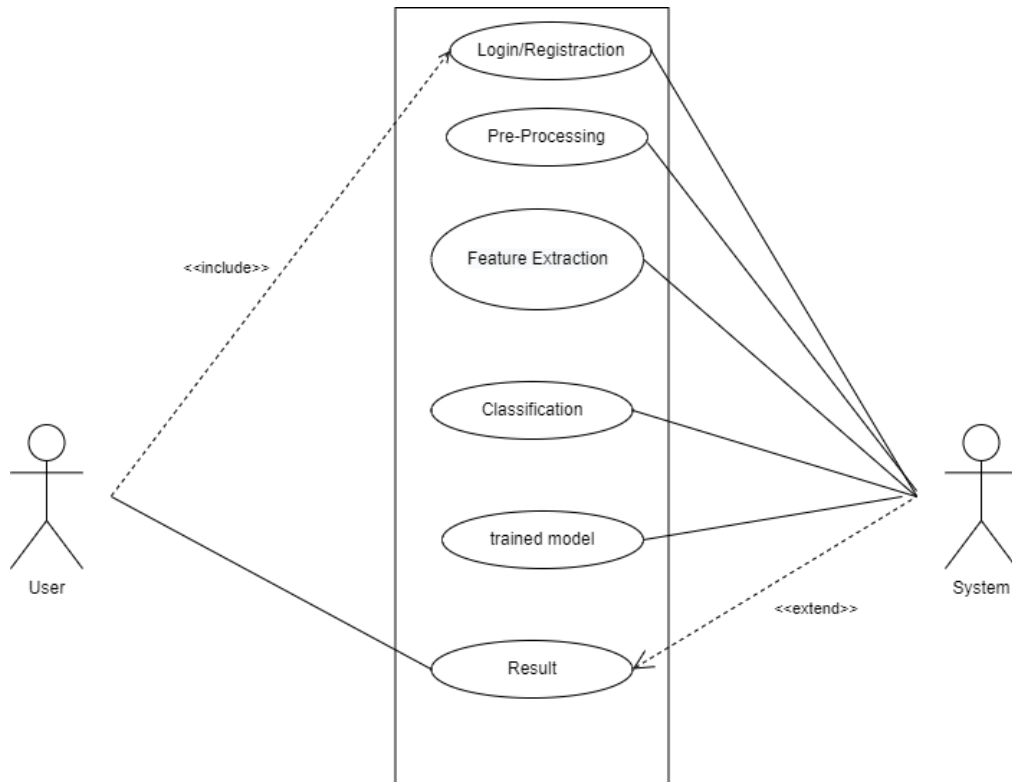 Login/Registraction
Pre-Processing
Feature Extraction
<<include>>
Classification
trained model
User
System
<<extend>>
Result